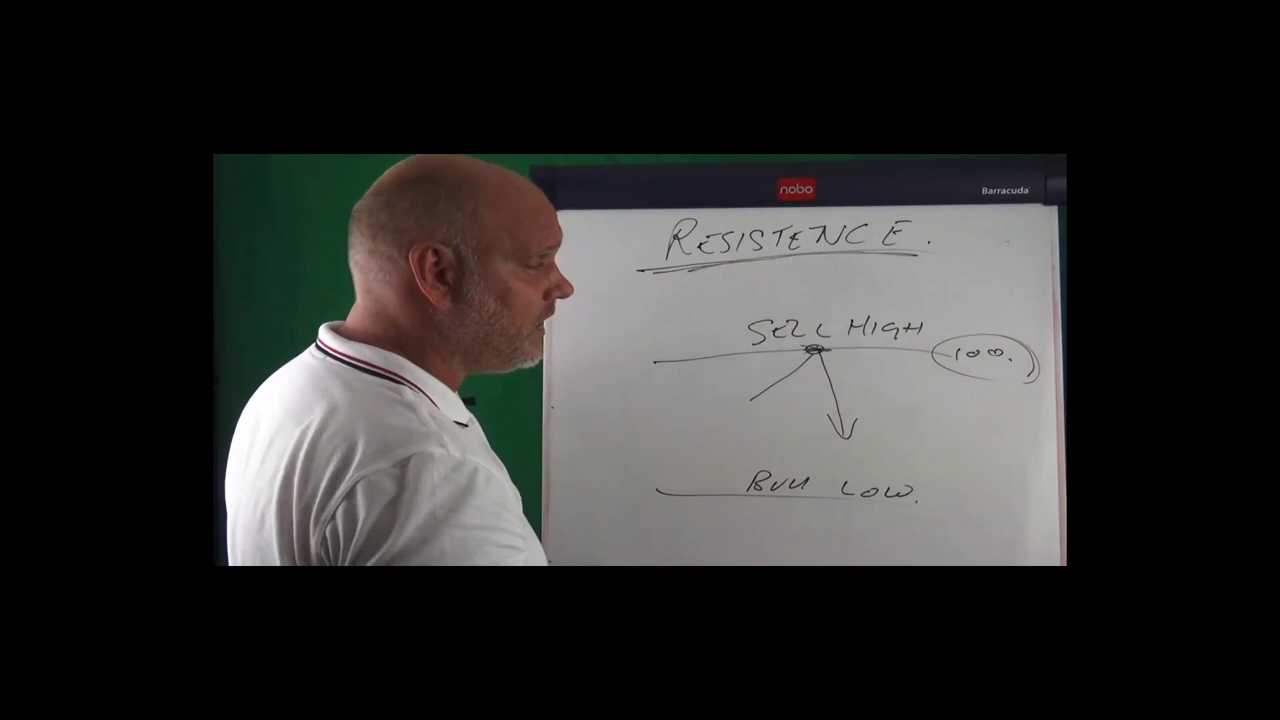 nobo
Barracuda
RESISTENCE.
SELL HIGH
100.
BUY LOW.